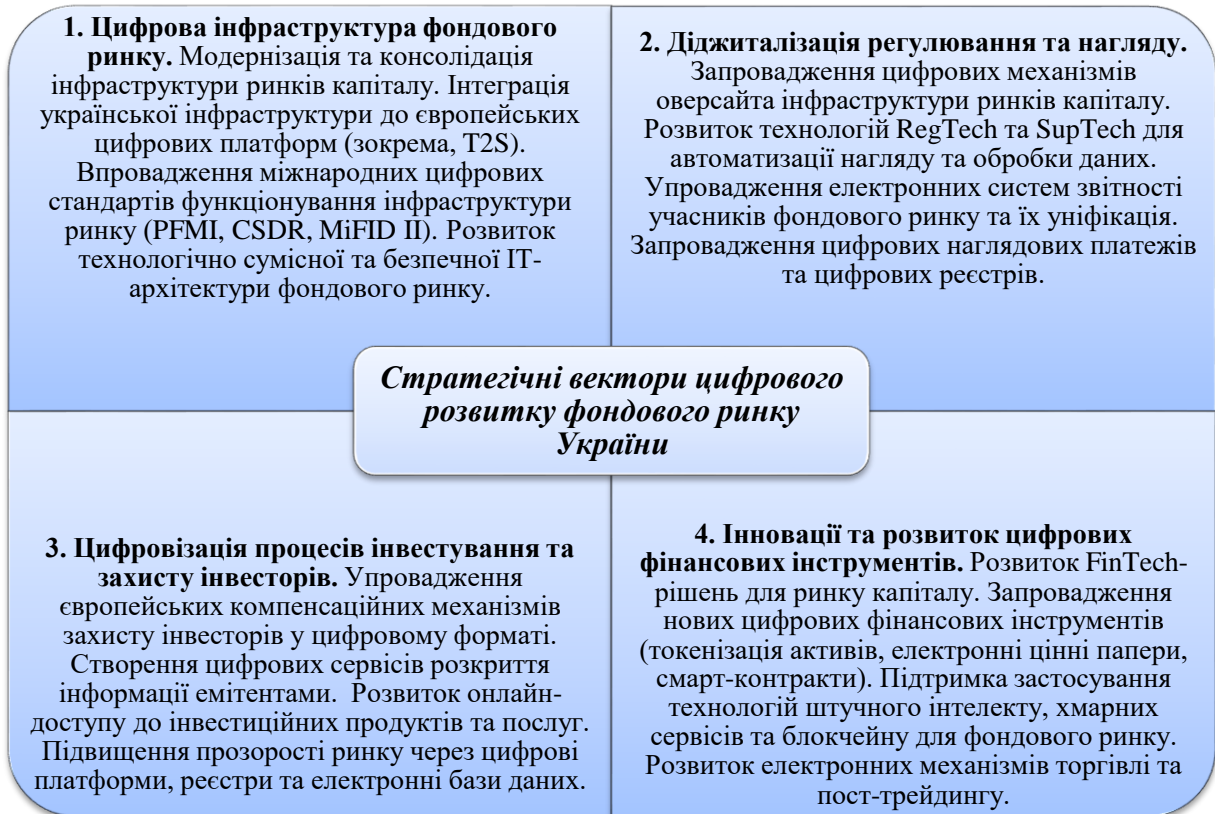 1. Цифрова інфраструктура фондового
ринку. Модернізація та консолідація
інфраструктури ринків капіталу. Інтеграція
української інфраструктури до європейських
цифрових платформ (зокрема, T2S).
Впровадження міжнародних цифрових
стандартів функціонування інфраструктури
ринку (PFMI, CSDR, MiFID II). Розвиток
технологічно сумісної та безпечної ІТ-
архітектури фондового ринку.
2. Діджиталізація регулювання та нагляду.
Запровадження цифрових механізмів
оверсайта інфраструктури ринків капіталу.
Розвиток технологій RegTech та SupTech для
автоматизації нагляду та обробки даних.
Упровадження електронних систем звітності
учасників фондового ринку та їх уніфікація.
Запровадження цифрових наглядових платежів
та цифрових реєстрів.
Стратегічні вектори цифрового
розвитку фондового ринку
України
3. Цифровізація процесів інвестування та
захисту інвесторів. Упровадження
європейських компенсаційних механізмів
захисту інвесторів у цифровому форматі.
Створення цифрових сервісів розкриття
інформації емітентами. Розвиток онлайн-
доступу до інвестиційних продуктів та послуг.
Підвищення прозорості ринку через цифрові
платформи, реєстри та електронні бази даних.
4. Інновації та розвиток цифрових
фінансових інструментів. Розвиток FinTech-
рішень для ринку капіталу. Запровадження
нових цифрових фінансових інструментів
(токенізація активів, електронні цінні папери,
смарт-контракти). Підтримка застосування
технологій штучного інтелекту, хмарних
сервісів та блокчейну для фондового ринку.
Розвиток електронних механізмів торгівлі та
пост-трейдингу.